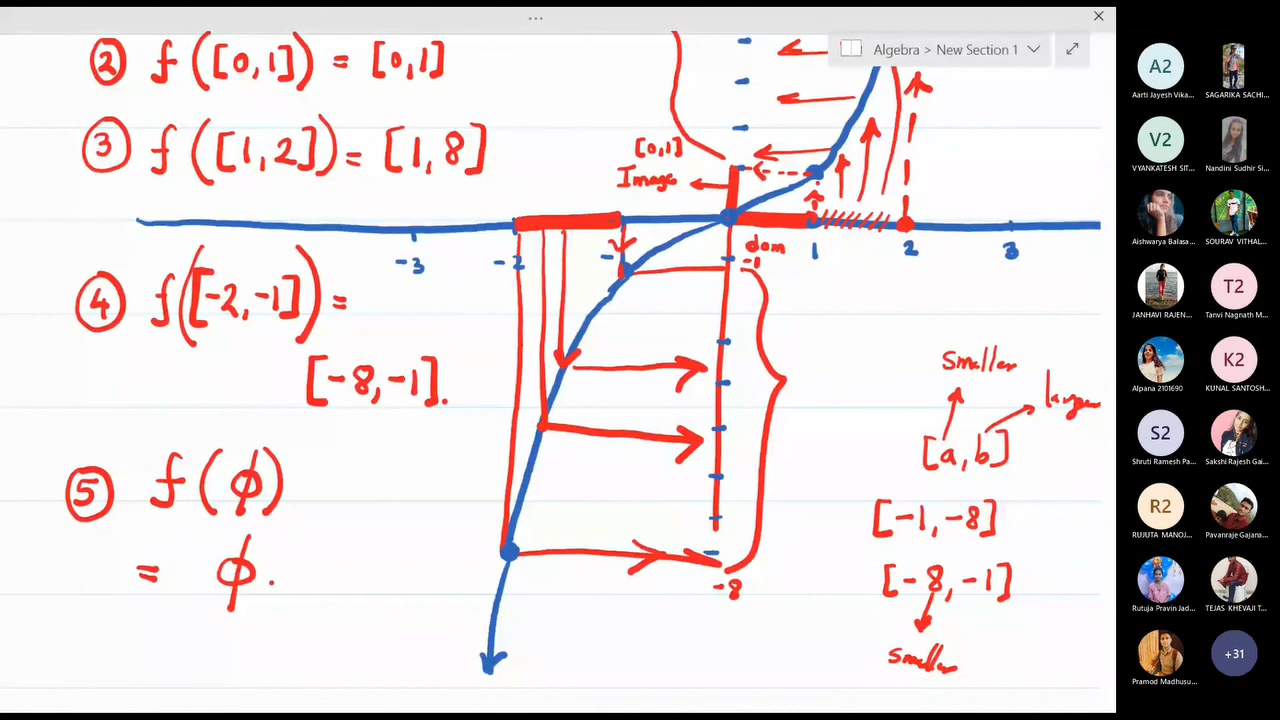 ...
Algebra > New Section 1
② f([0,1]) = [0,1]
③ f([1,2]) = [1,8]
[0,1]
Image
dom
-3 -2 - -1 1 2 3
④ f([-2,-1]) =
[-8,-1].
⑤ f(ϕ)
= ϕ.
-8
smaller
[a,b]
[-1,-8]
[-8,-1]
smaller
A2
Aarti Jayesh Vika...
SAGARIKA SACHI...
V2
VYANKATESH SIT...
Nandini Sudhir Si...
Aishwarya Balasa...
SOURAV VITHAL...
JANHAVI RAJEN...
T2
Tanvi Nagnath M...
Alpana 2101690
K2
KUNAL SANTOSH...
S2
Shruti Ramesh Pa...
Sakshi Rajesh Gai...
R2
RUJUTA MANOJ...
Pavanraje Gajana...
Rutuja Pravin Jad...
TEJAS KHEVAJI T...
Pramod Madhusu...
+31